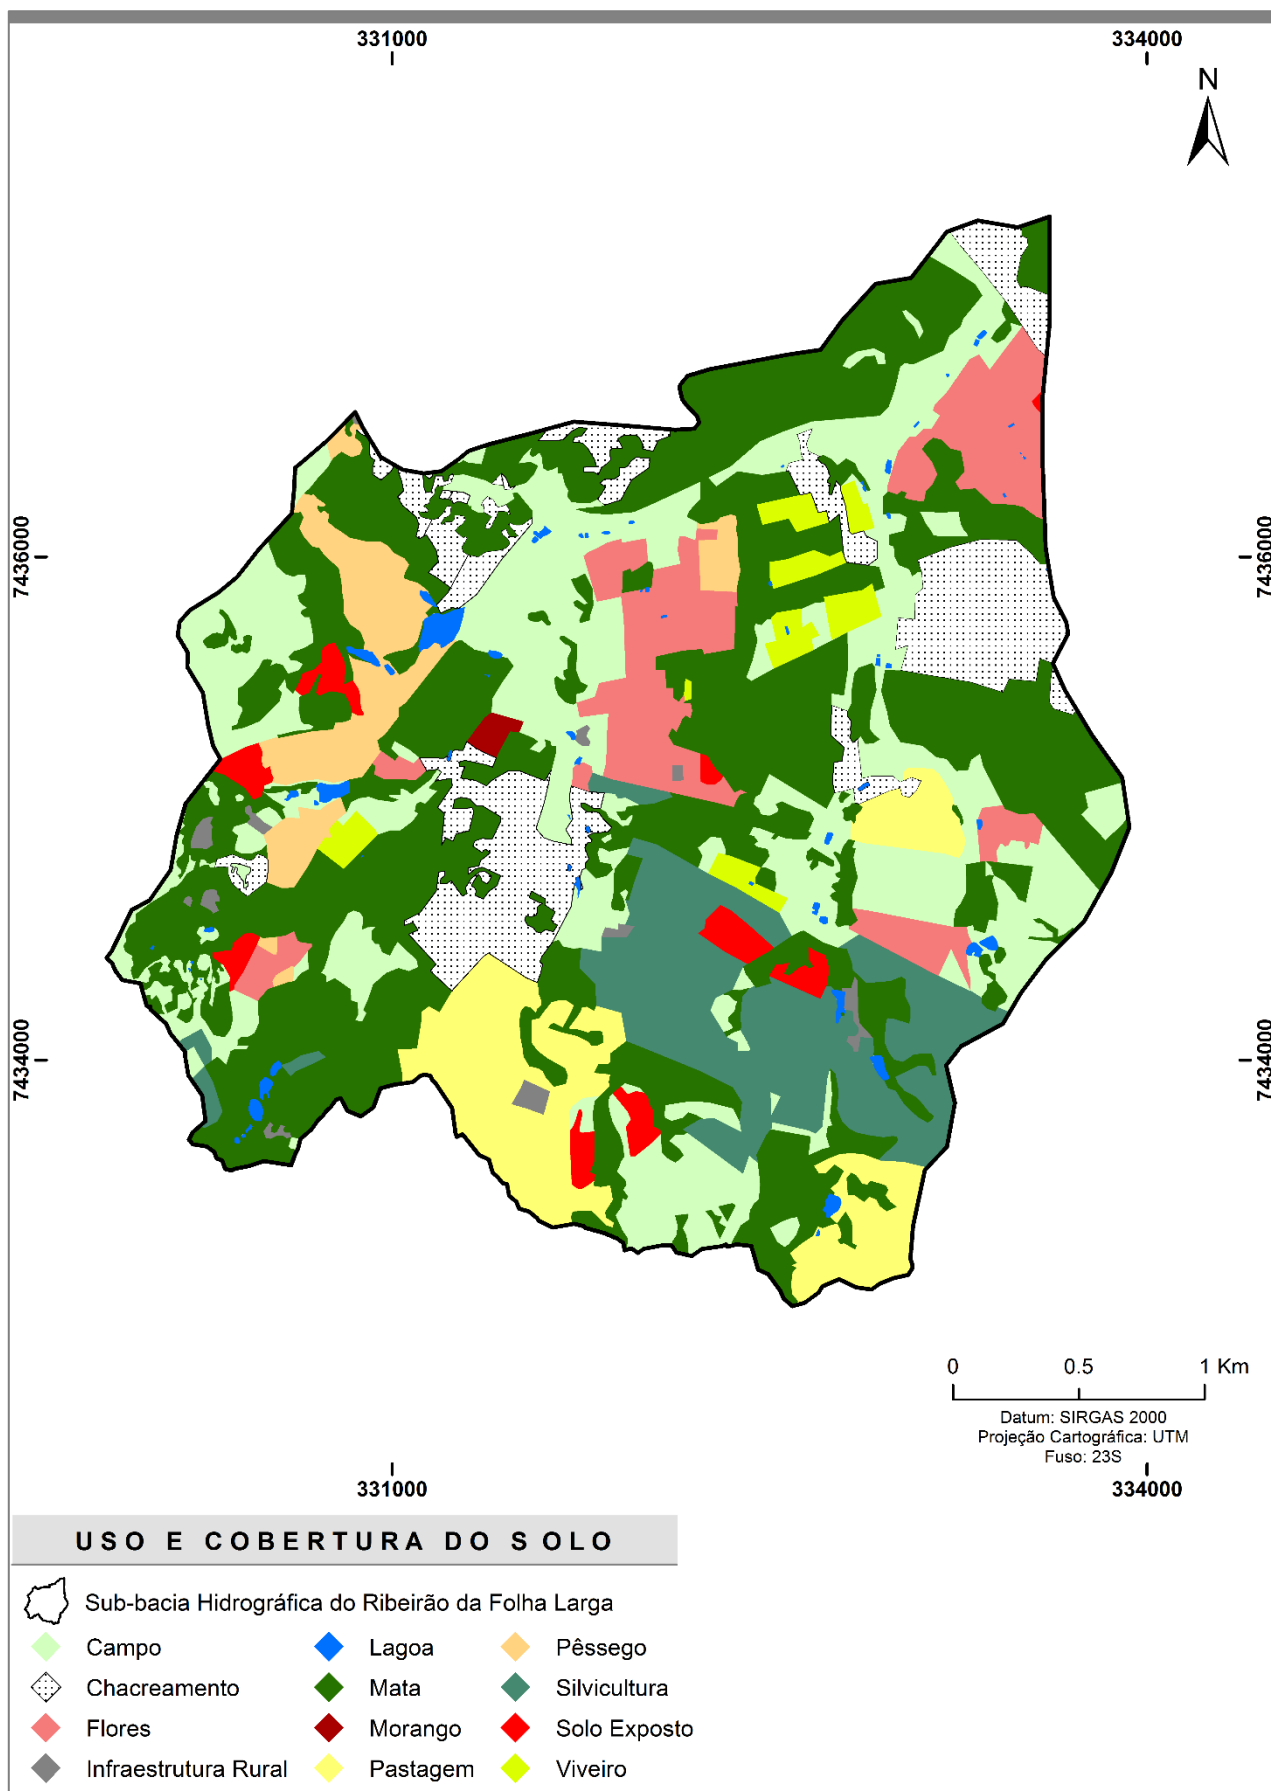 331000 334000
N
7436000 7436000
7434000 7434000
0 0.5 1 Km
Datum: SIRGAS 2000
Projeção Cartográfica: UTM
Fuso: 23S
331000 334000
USO E COBERTURA DO SOLO
Sub-bacia Hidrográfica do Ribeirão da Folha Larga
Campo Lagoa Pêssego
Chacreamento Mata Silvicultura
Flores Morango Solo Exposto
Infraestrutura Rural Pastagem Viveiro